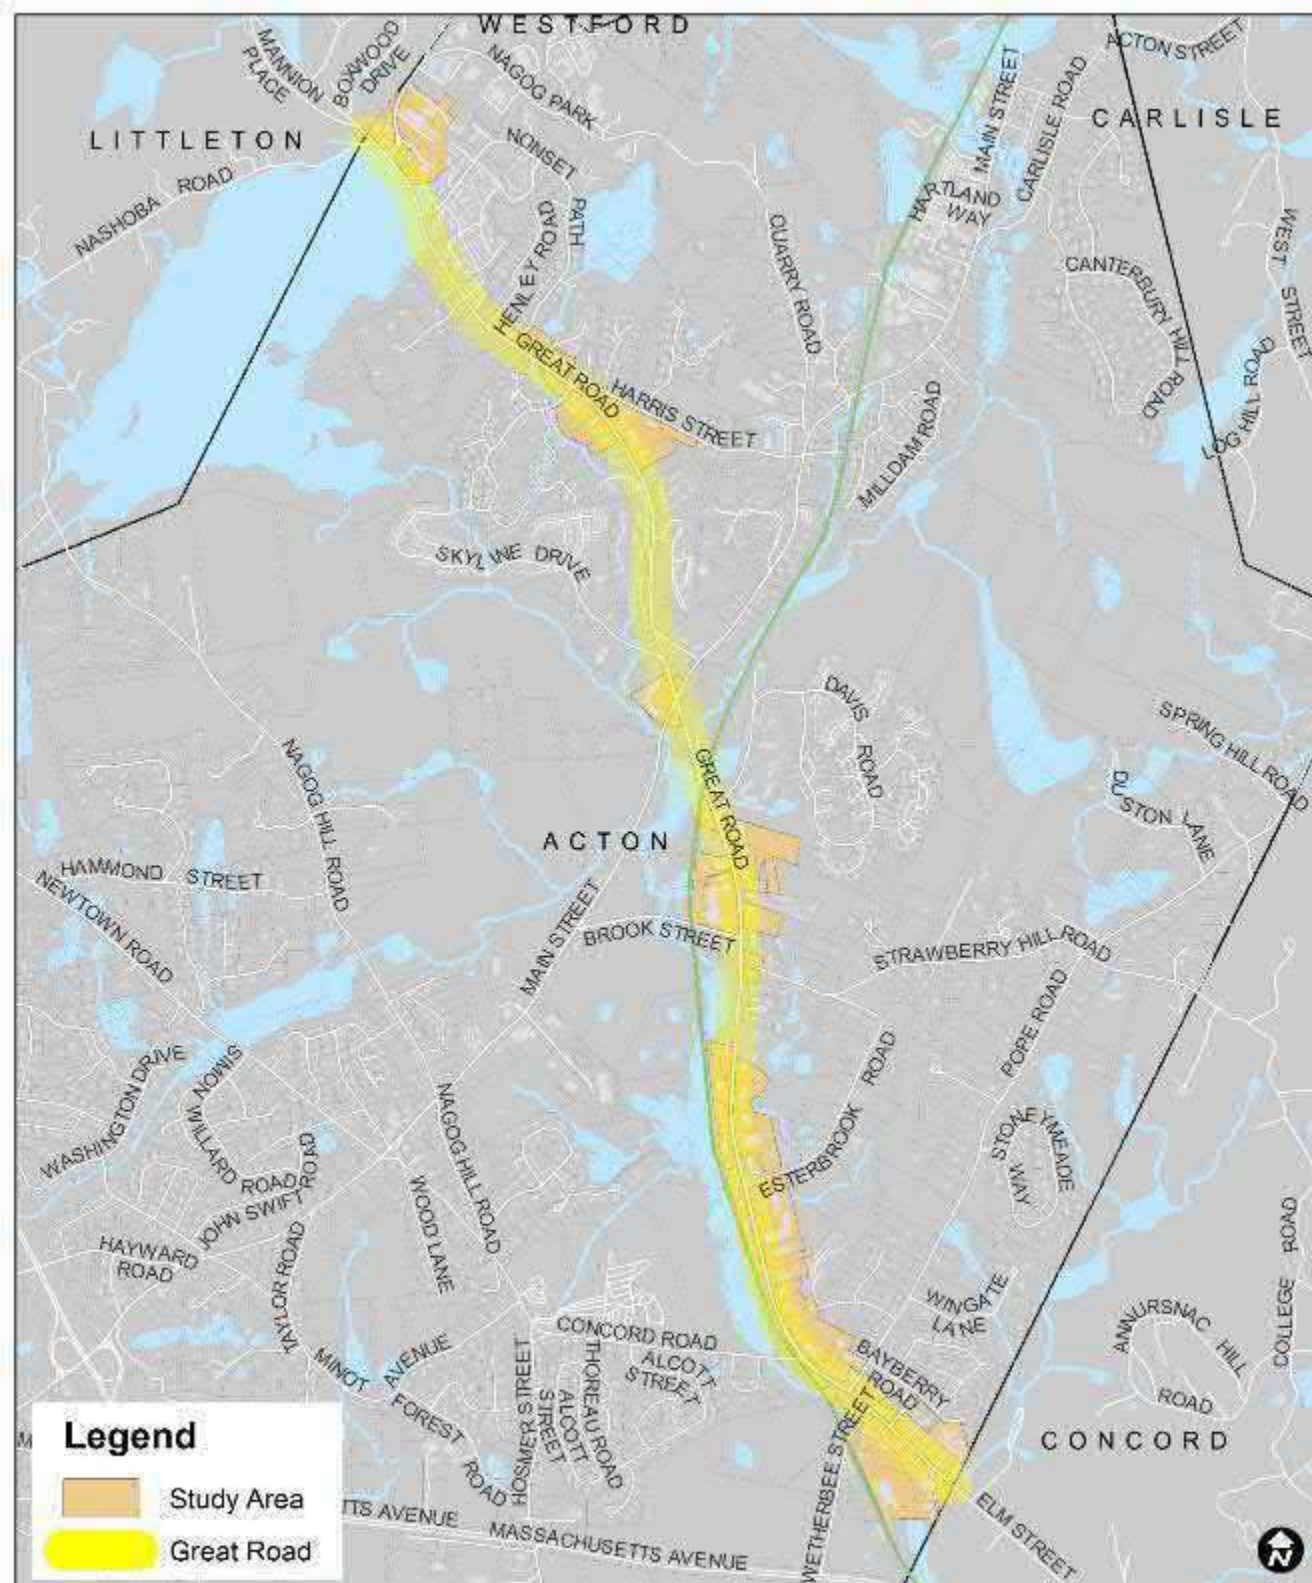 WESTFORD
MANNION
PLACE
BOXWOOD
DRIVE
NAGOG PARK
ACTON STREET
MAIN STREET
CARLISLE ROAD
CARLISLE
LITTLETON
NONSET
PATH
NASHOBA ROAD
HARTLAND
WAY
HENLEY ROAD
QUARRY ROAD
WEST STREET
CANTERBURY HILL ROAD
GREAT ROAD
HARRIS STREET
LOG HILL ROAD
MILLDAM ROAD
SKYLINE DRIVE
DAVIS ROAD
SPRING HILL ROAD
NAGOG HILL ROAD
GREAT ROAD
DUSTON LANE
ACTON
HAMMOND STREET
NEWTOWN ROAD
MAIN STREET
BROOK STREET
STRAWBERRY HILL ROAD
POPE ROAD
WASHINGTON DRIVE
SIMON
WILLARD
ROAD
NAGOG HILL ROAD
ESTERBROOK ROAD
STONEYMEADE
WAY
JOHN SWIFT ROAD
WOOD LANE
HAYWARD
ROAD
TAYLOR ROAD
COLLEGE ROAD
WINGATE
LANE
ANNURSNAC HILL
ROAD
CONCORD ROAD
ALCOTT
STREET
BAYBERRY
ROAD
MINOT AVENUE
FOREST
ROAD
HOSMER STREET
ALCOTT
STREET
THOREAU ROAD
WETHERBEE STREET
CONCORD
ELM STREET
M
TTS AVENUE
MASSACHUSETTS AVENUE
Legend
Study Area
Great Road
N